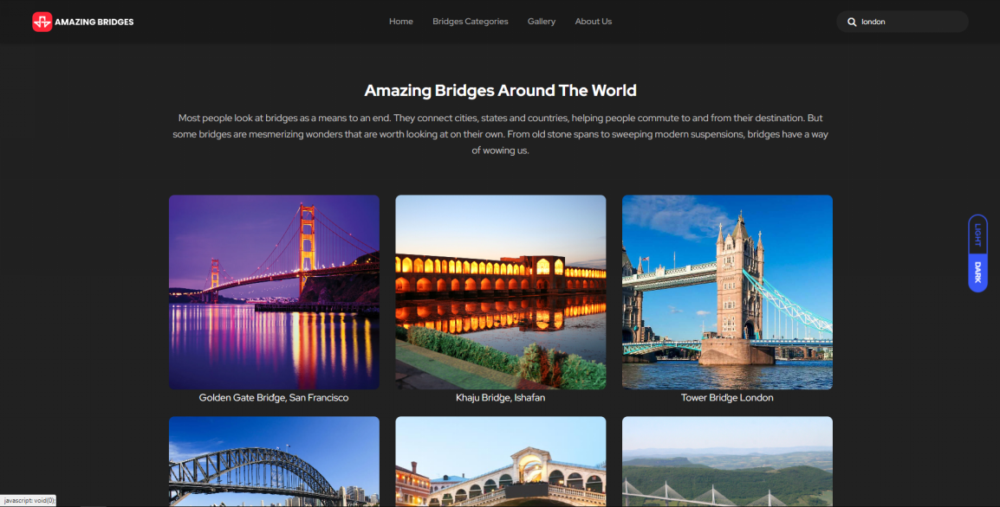 AMAZING BRIDGES
Home
Bridges Categories
Gallery
About Us
london
Amazing Bridges Around The World
Most people look at bridges as a means to an end. They connect cities, states and countries, helping people commute to and from their destination. But
some bridges are mesmerizing wonders that are worth looking at on their own. From old stone spans to sweeping modern suspensions, bridges have a way
of wowing us.
LIGHT
DARK
Golden Gate Bridge, San Francisco
Khaju Bridge, Ishafan
Tower Bridge London
javascript: void(0);